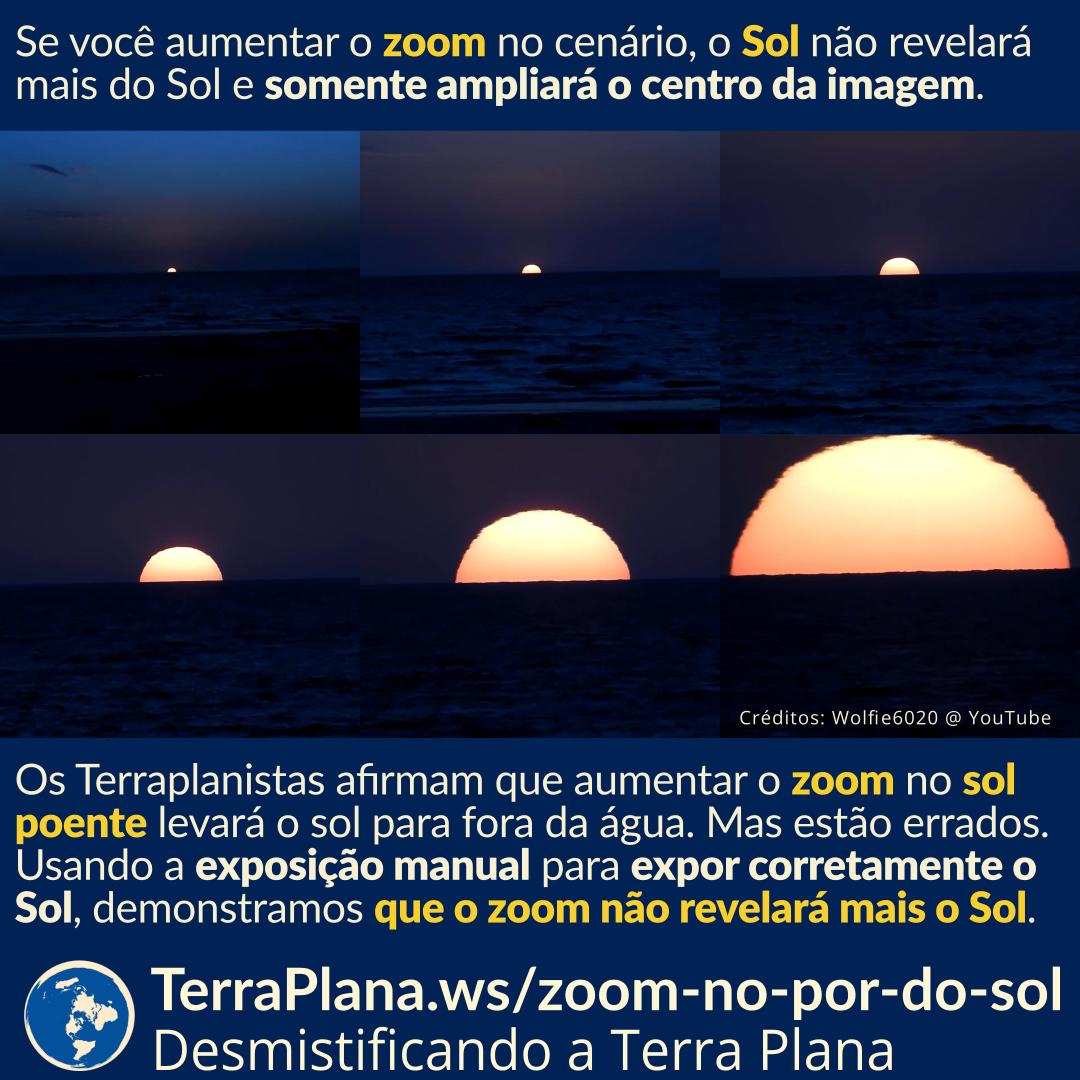 Se você aumentar o zoom no cenário, o Sol não revelará
mais do Sol e somente ampliará o centro da imagem.
Créditos: Wolfie6020 @ YouTube
Os Terraplanistas afirmam que aumentar o zoom no sol
poente levará o sol para fora da água. Mas estão errados.
Usando a exposição manual para expor corretamente o
Sol, demonstramos que o zoom não revelará mais o Sol.
TerraPlana.ws/zoom-no-por-do-sol
Desmistificando a Terra Plana